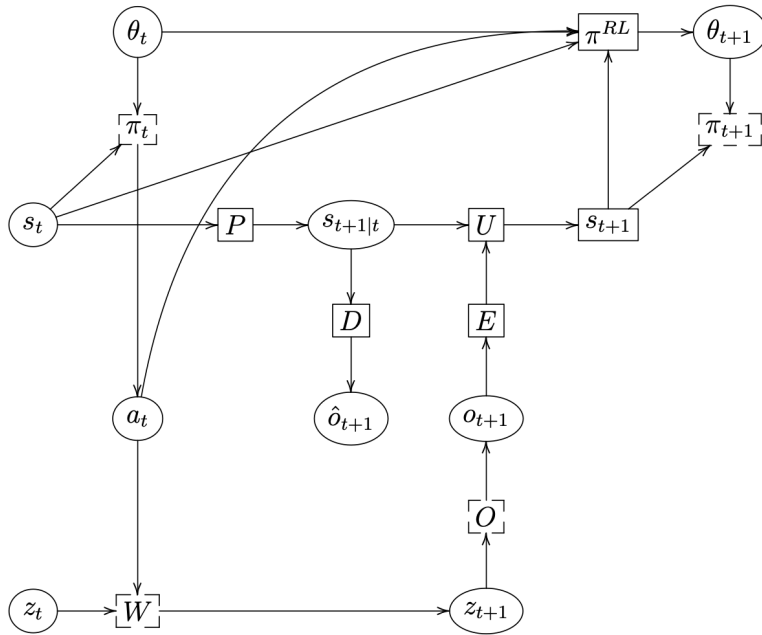 θ_t π^{RL} θ_{t+1}
π_t π_{t+1}
s_t P s_{t+1|t} U s_{t+1}
D E
a_t ô_{t+1} o_{t+1}
O
z_t W z_{t+1}